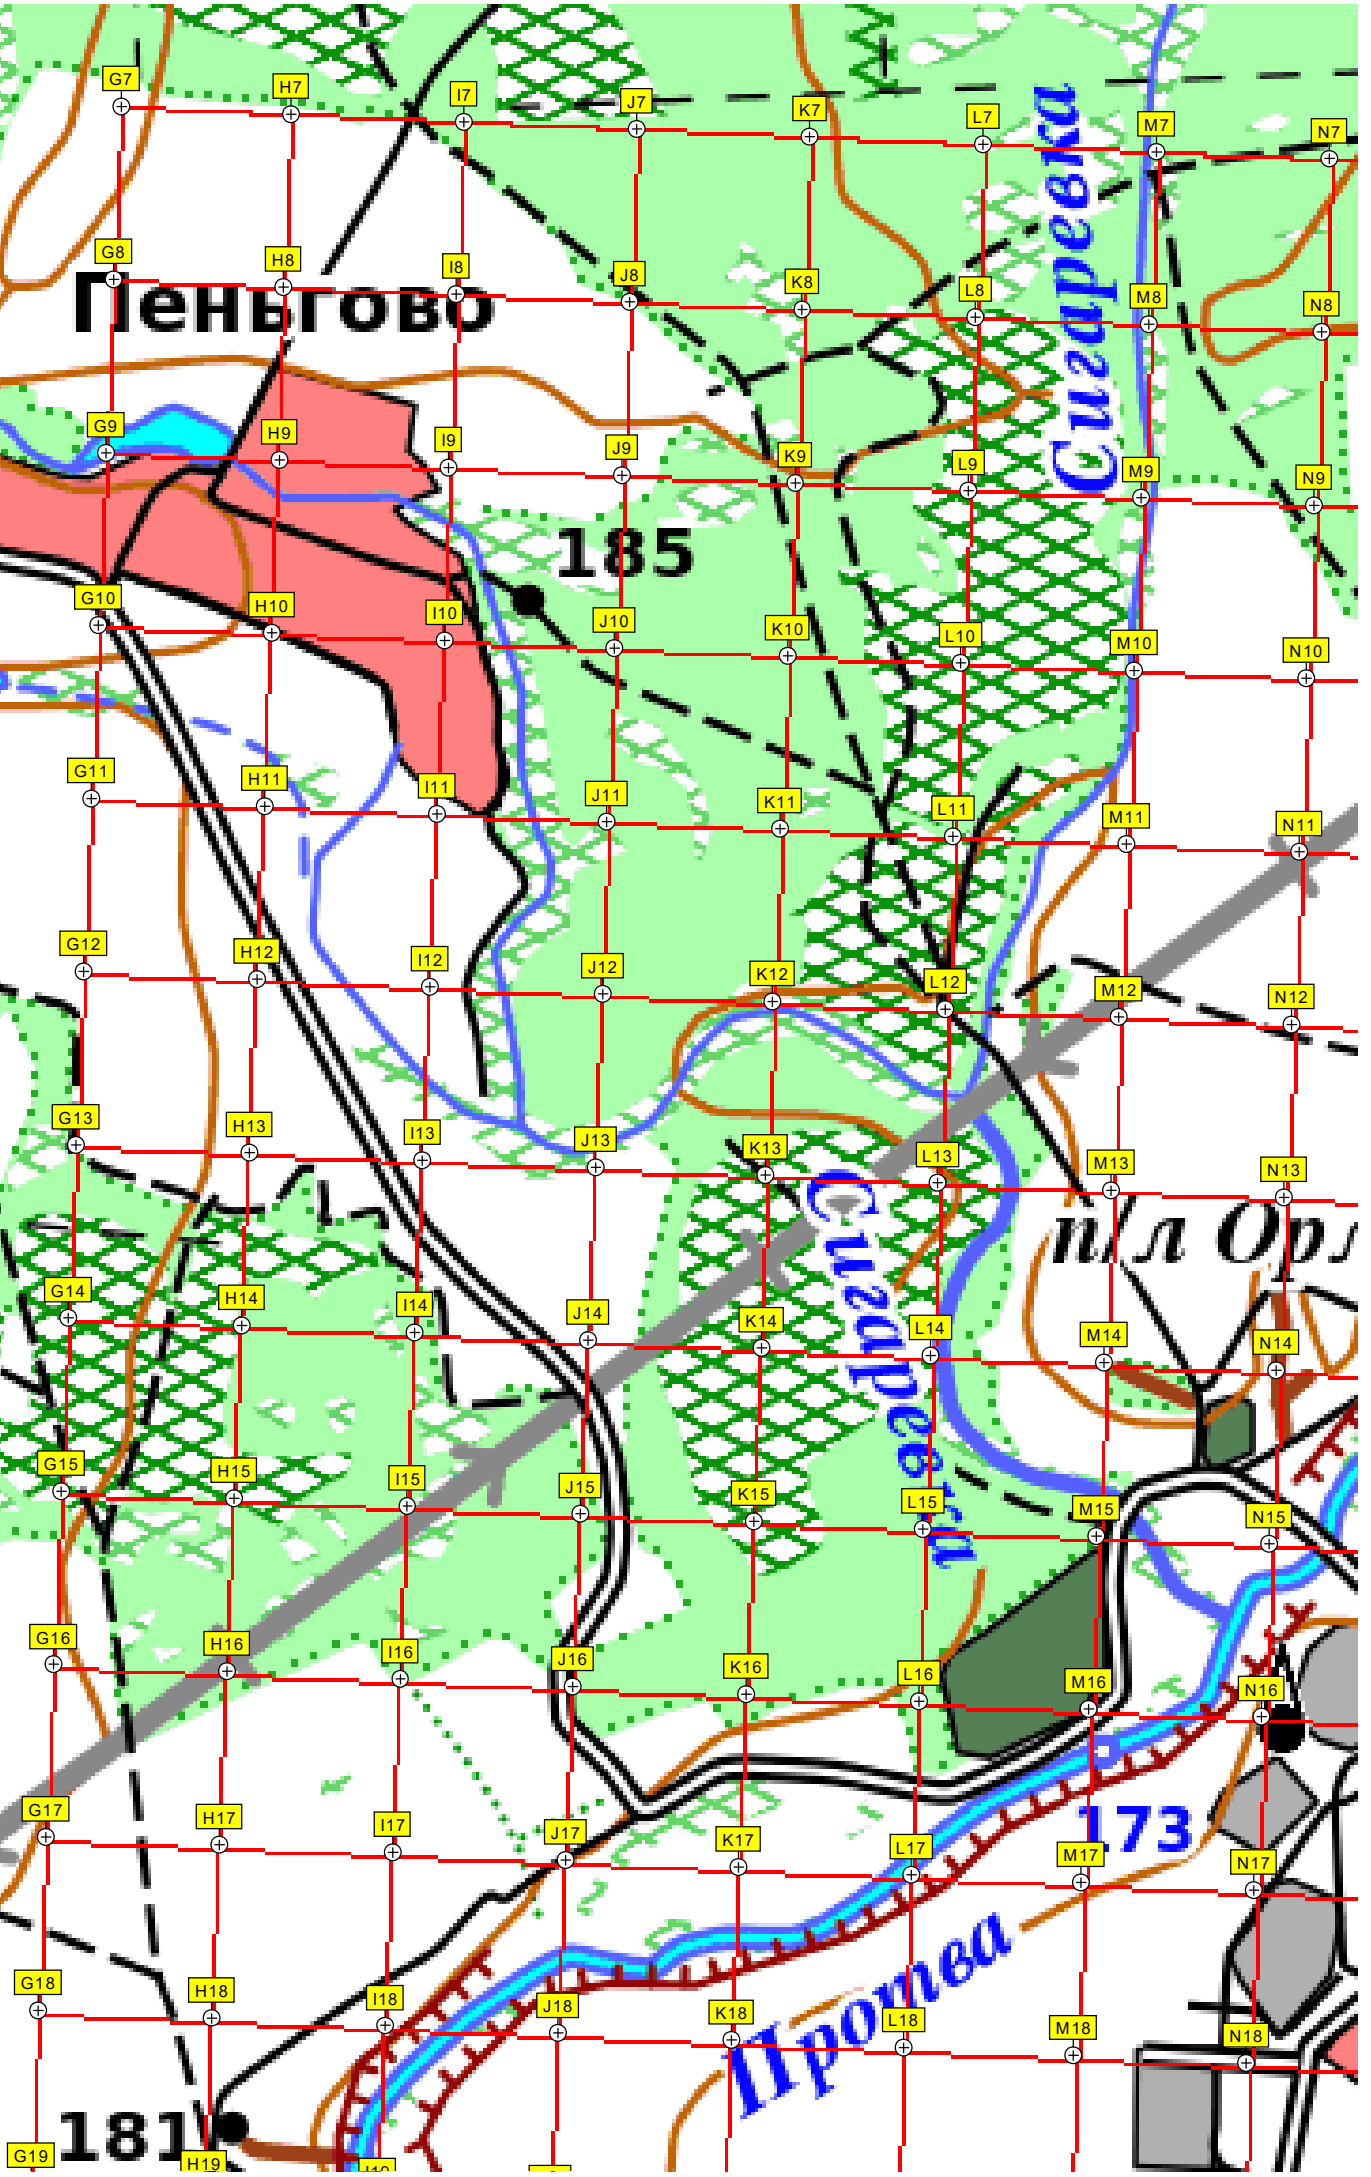 G7 H7 I7 J7 K7 L7 M7 N7
Сигаревка
G8 H8 I8 J8 K8 L8 M8 N8
Пеньгово
G9 H9 I9 J9 K9 L9 M9 N9
185
G10 H10 I10 J10 K10 L10 M10 N10
G11 H11 I11 J11 K11 L11 M11 N11
G12 H12 I12 J12 K12 L12 M12 N12
G13 H13 I13 J13 K13 L13 M13 N13
Сигаревка
п/л Орл
G14 H14 I14 J14 K14 L14 M14 N14
G15 H15 I15 J15 K15 L15 M15 N15
G16 H16 I16 J16 K16 L16 M16 N16
173
G17 H17 I17 J17 K17 L17 M17 N17
Протва
G18 H18 I18 J18 K18 L18 M18 N18
181
G19 H19